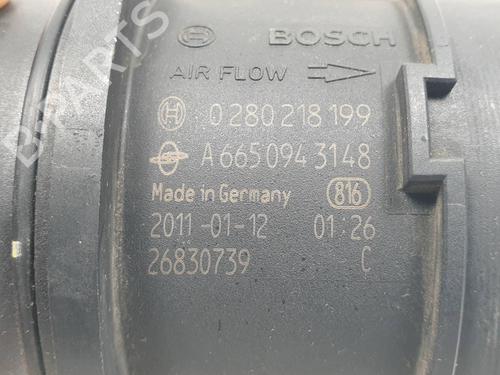 BOSCH
AIR FLOW
0 280 218 199
A 665 094 3148
Made in Germany 816
2011-01-12 01:26
26830739 C
B-PARTS